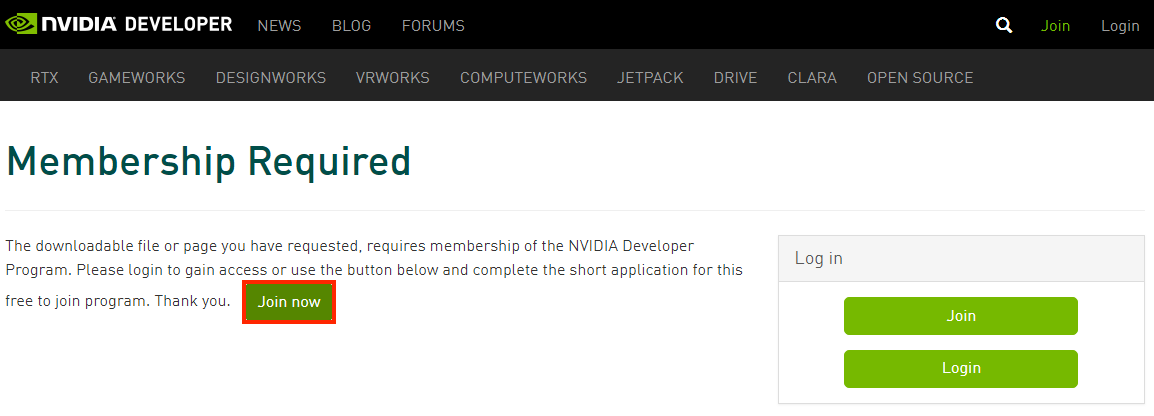 NVIDIA DEVELOPER NEWS BLOG FORUMS Join Login
RTX GAMEWORKS DESIGNWORKS VRWORKS COMPUTEWORKS JETPACK DRIVE CLARA OPEN SOURCE
Membership Required
The downloadable file or page you have requested, requires membership of the NVIDIA Developer
Program. Please login to gain access or use the button below and complete the short application for this
free to join program. Thank you. Join now
Log in
Join
Login